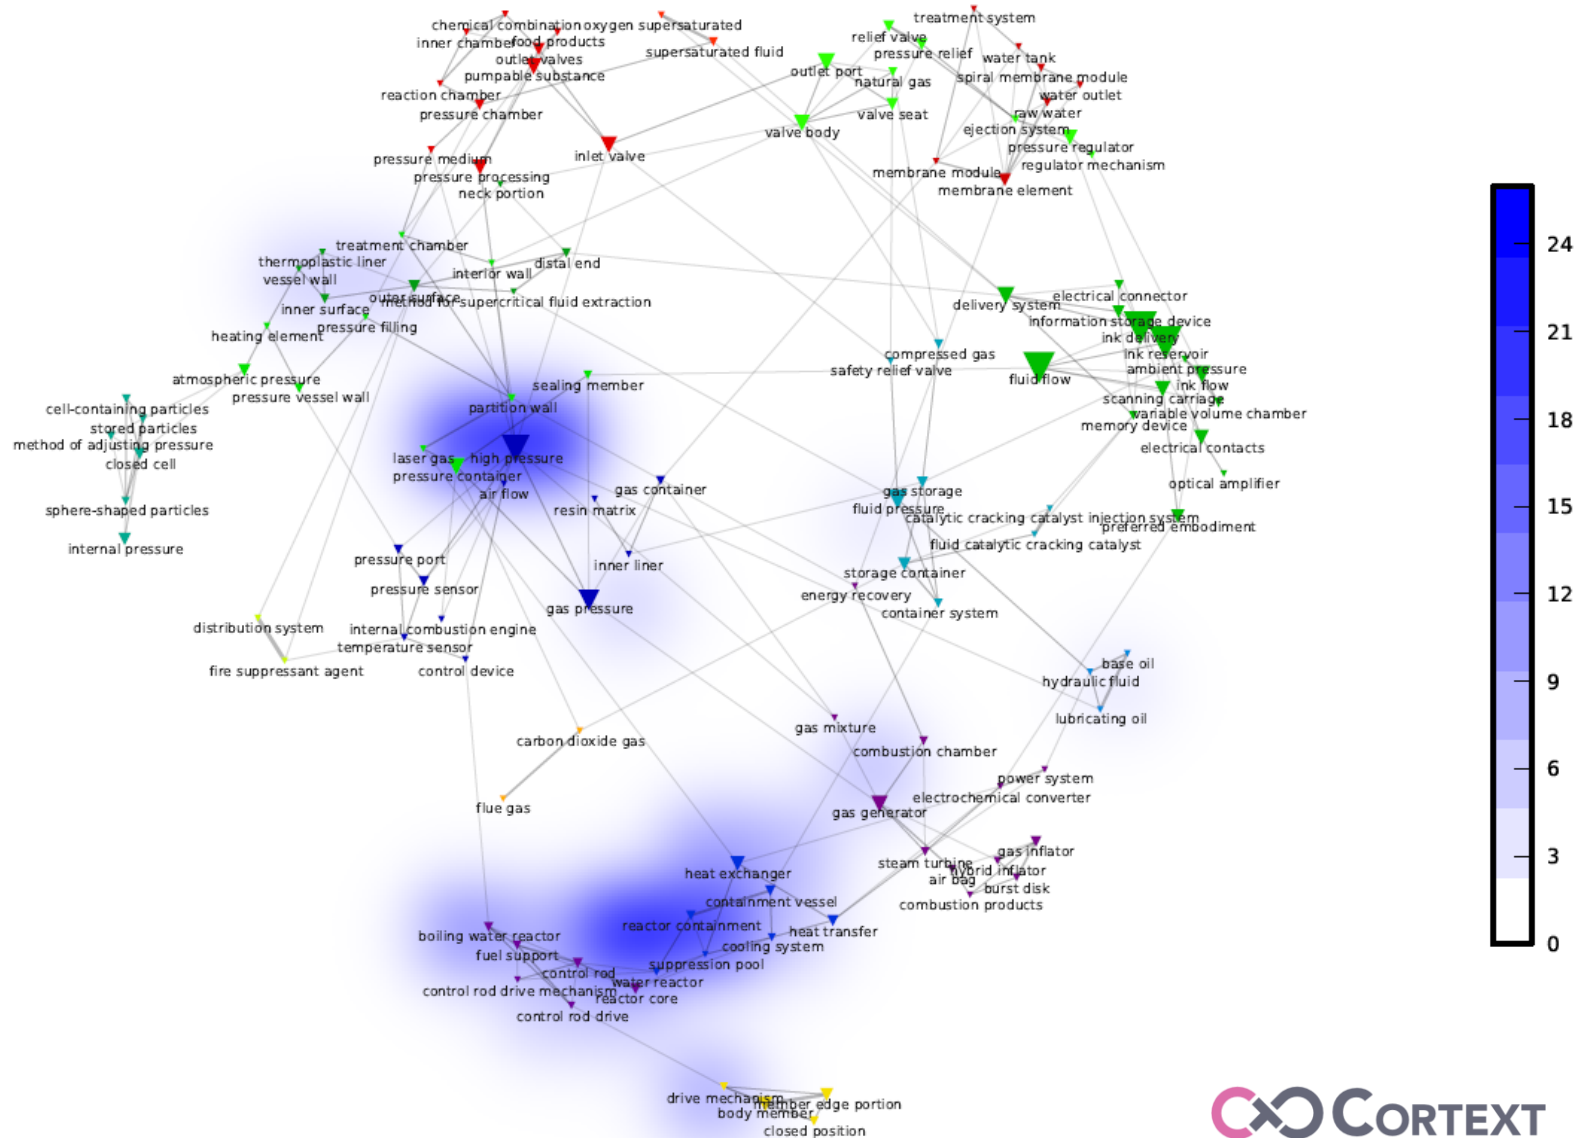 chemical combination
oxygen supersaturated
inner chamber
food products
supersaturated fluid
outlet valves
pumpable substance
reaction chamber
pressure chamber
treatment system
relief valve
pressure relief
water tank
outlet port
natural gas
spiral membrane module
water outlet
valve seat
raw water
valve body
ejection system
pressure regulator
inlet valve
pressure medium
regulator mechanism
membrane module
pressure processing
membrane element
neck portion
treatment chamber
thermoplastic liner
distal end
interior wall
vessel wall
outer surface
method for supercritical fluid extraction
inner surface
pressure filling
heating element
delivery system
electrical connector
information storage device
ink delivery
compressed gas
ink reservoir
safety relief valve
ambient pressure
fluid flow
ink flow
atmospheric pressure
sealing member
pressure vessel wall
scanning carriage
partition wall
variable volume chamber
cell-containing particles
memory device
stored particles
method of adjusting pressure
electrical contacts
closed cell
laser gas
high pressure
pressure container
optical amplifier
air flow
gas container
gas storage
resin matrix
fluid pressure
sphere-shaped particles
catalytic cracking catalyst injection system
preferred embodiment
internal pressure
fluid catalytic cracking catalyst
pressure port
inner liner
storage container
pressure sensor
energy recovery
gas pressure
container system
distribution system
internal combustion engine
temperature sensor
fire suppressant agent
control device
base oil
hydraulic fluid
lubricating oil
gas mixture
carbon dioxide gas
combustion chamber
power system
electrochemical converter
flue gas
gas generator
gas inflator
steam turbine
hybrid inflator
heat exchanger
air bag
burst disk
containment vessel
combustion products
reactor containment
heat transfer
boiling water reactor
cooling system
fuel support
suppression pool
control rod
water reactor
control rod drive mechanism
reactor core
control rod drive
drive mechanism
member edge portion
body member
closed position
24
21
18
15
12
9
6
3
0
CORTEXT